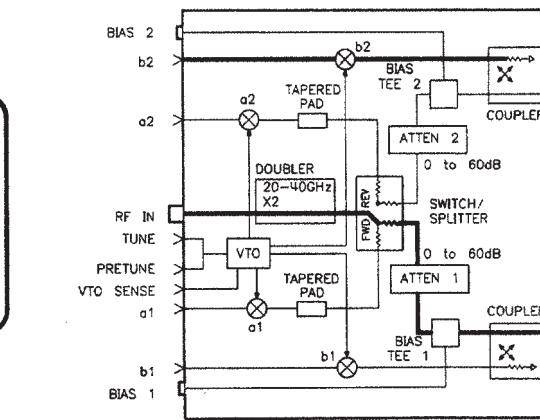 BIAS 2
b2
b2
BIAS
TEE 2
COUPLER
TAPERED
PAD
a2
a2
ATTEN 2
0 to 60dB
DOUBLER
20-40GHz
X2
REV
FWD
SWITCH/
SPLITTER
RF IN
TUNE
VTO
PRETUNE
VTO SENSE
0 to 60dB
ATTEN 1
TAPERED
PAD
a1
a1
COUPLER
BIAS
TEE 1
b1
b1
BIAS 1